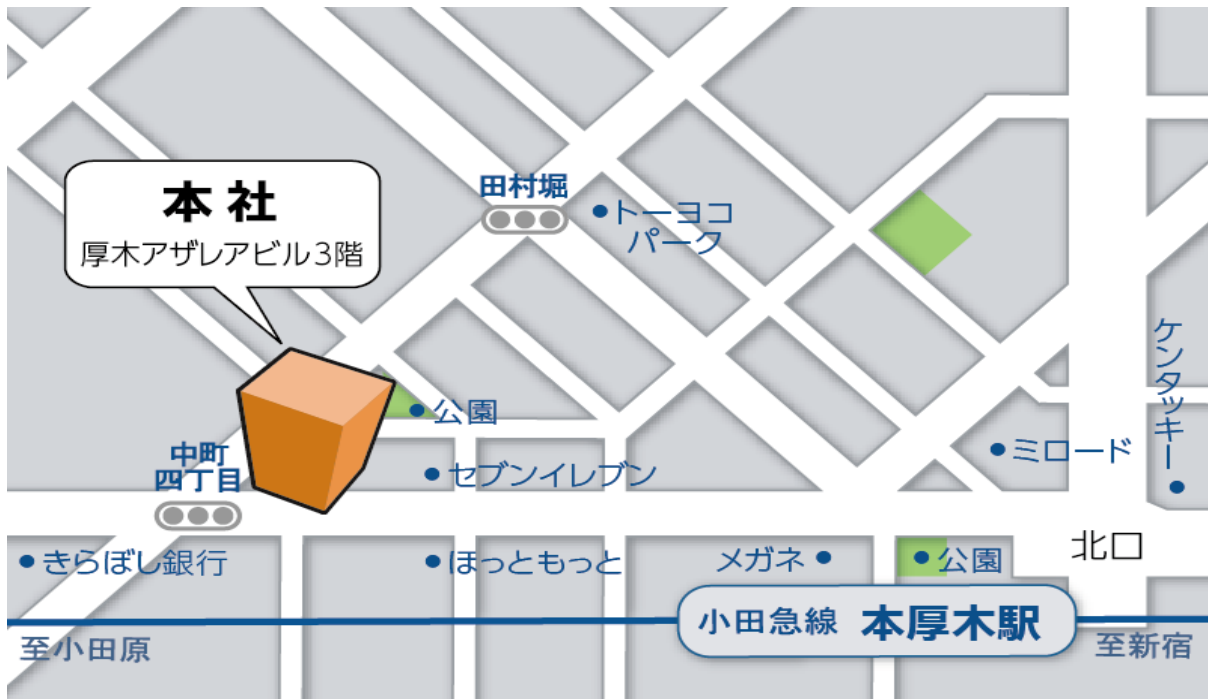 本社
厚木アザレアビル3階
田村堀
トーヨコ
パーク
ケンタッキー
公園
ミロード
中町
四丁目
セブンイレブン
きらぼし銀行
ほっともっと
メガネ
公園
北口
小田急線 本厚木駅
至小田原
至新宿